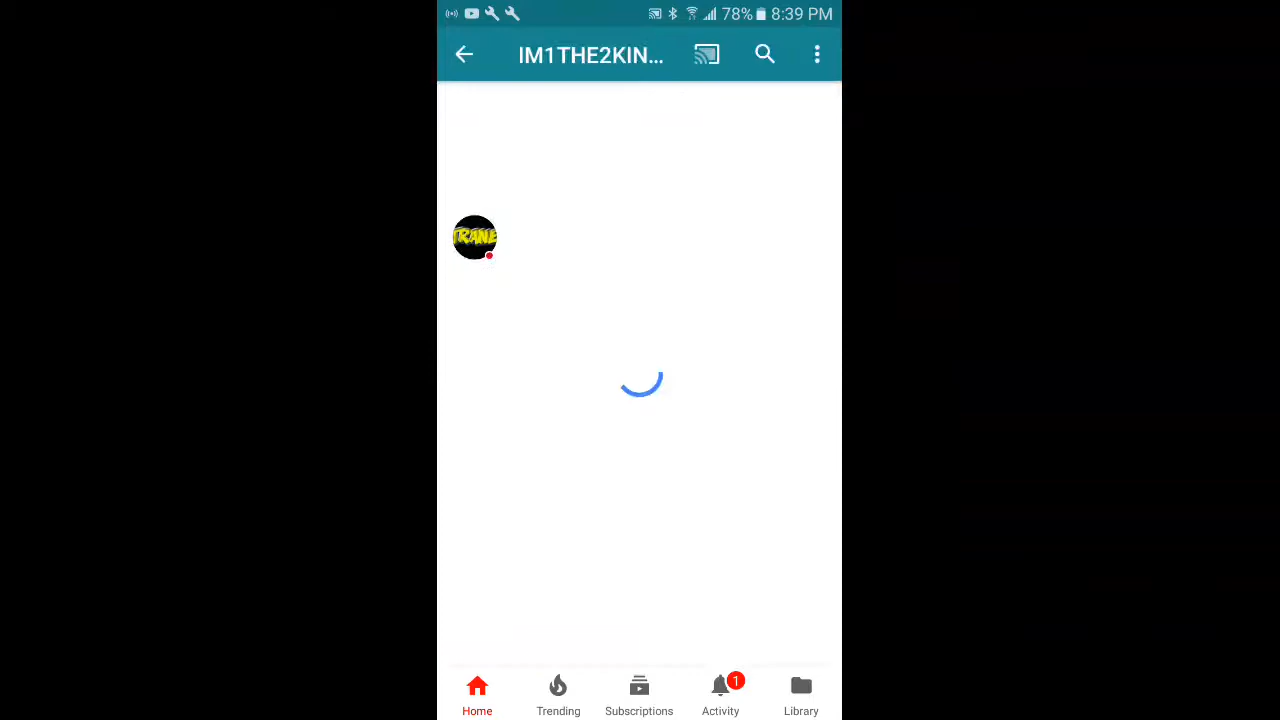 78% 8:39 PM
IM1THE2KIN...
TRANE
1
Home Trending Subscriptions Activity Library